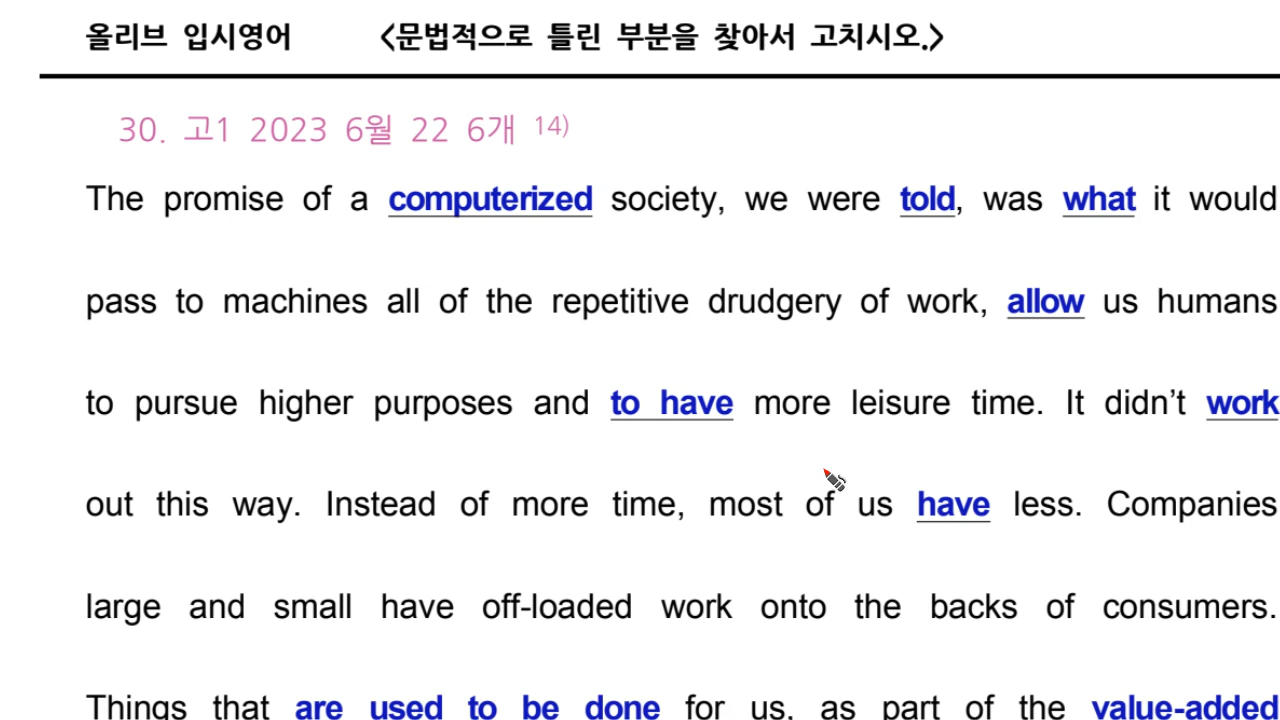 올리브 입시영어 <문법적으로 틀린 부분을 찾아서 고치시오.>
30. 고1 2023 6월 22 6개 14)
The promise of a computerized society, we were told, was what it would
pass to machines all of the repetitive drudgery of work, allow us humans
to pursue higher purposes and to have more leisure time. It didn’t work
out this way. Instead of more time, most of us have less. Companies
large and small have off-loaded work onto the backs of consumers.
Things that are used to be done for us, as part of the value-added